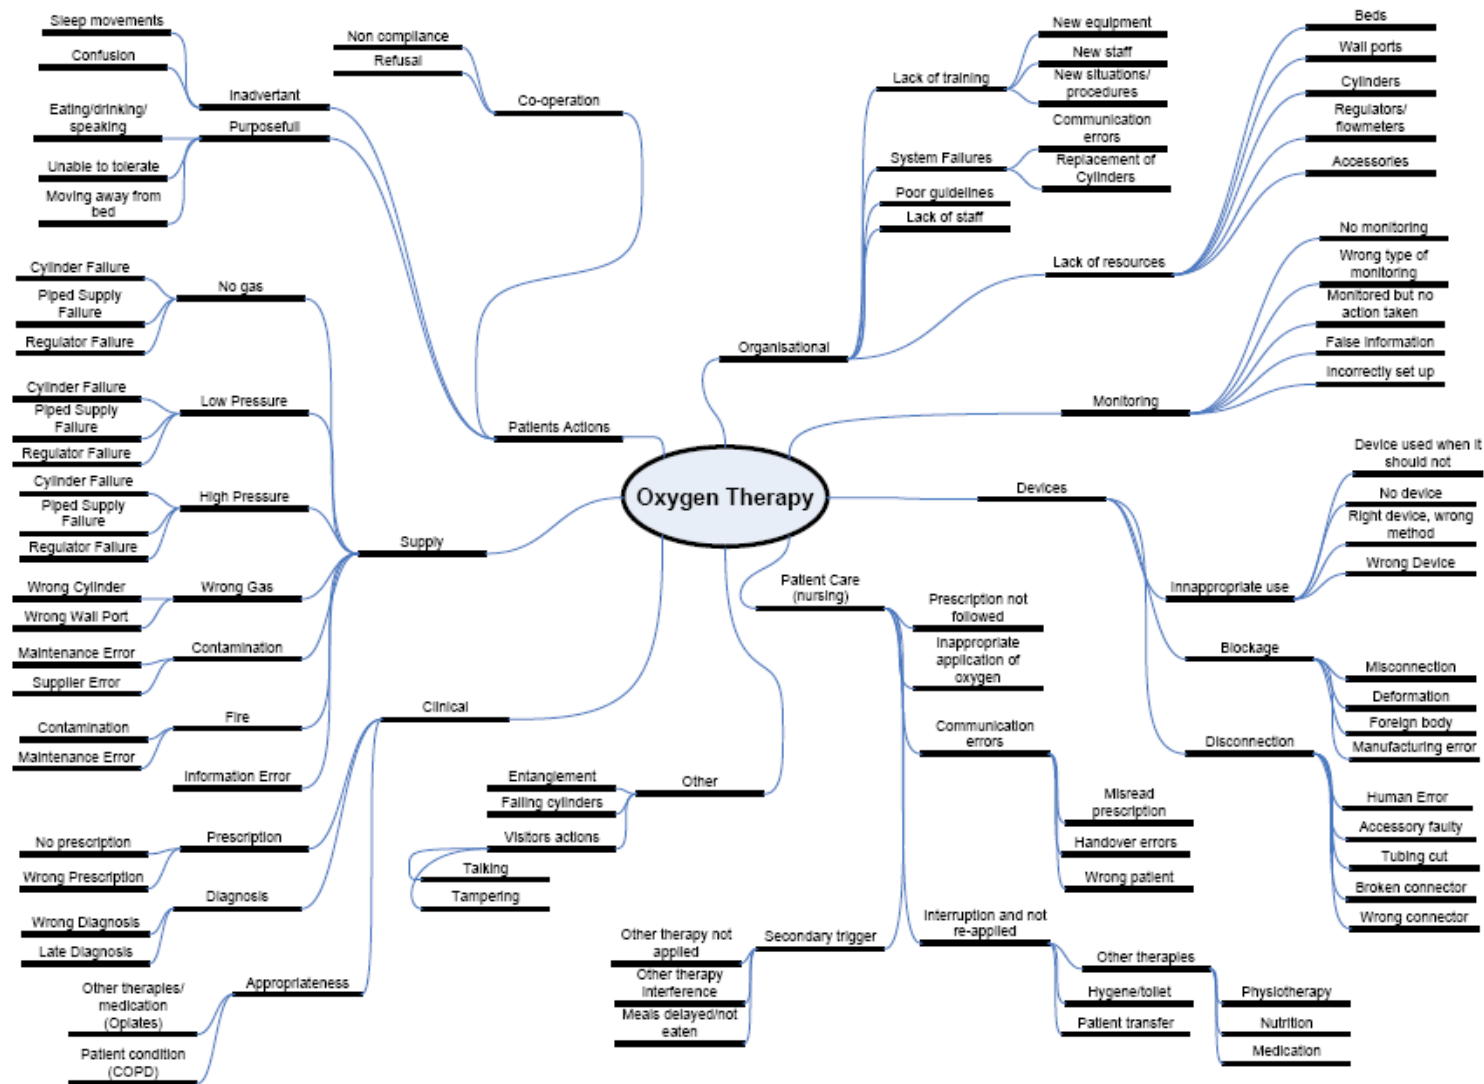 Sleep movements
Confusion
Inadvertant
Eating/drinking/
speaking
Purposefull
Unable to tolerate
Moving away from
bed
Non compliance
Refusal
Co-operation
Patients Actions
New equipment
New staff
New situations/
procedures
Lack of training
Communication
errors
Replacement of
Cylinders
System Failures
Poor guidelines
Lack of staff
Organisational
Beds
Wall ports
Cylinders
Regulators/
flowmeters
Accessories
Lack of resources
No monitoring
Wrong type of
monitoring
Monitored but no
action taken
False Information
Incorrectly set up
Monitoring
Oxygen Therapy
Cylinder Failure
Piped Supply
Failure
Regulator Failure
No gas
Cylinder Failure
Piped Supply
Failure
Regulator Failure
Low Pressure
Cylinder Failure
Piped Supply
Failure
Regulator Failure
High Pressure
Supply
Wrong Cylinder
Wrong Wall Port
Wrong Gas
Maintenance Error
Supplier Error
Contamination
Contamination
Maintenance Error
Fire
Information Error
Clinical
No prescription
Wrong Prescription
Prescription
Wrong Diagnosis
Late Diagnosis
Diagnosis
Other therapies/
medication
(Opiates)
Patient condition
(COPD)
Appropriateness
Other
Entanglement
Falling cylinders
Visitors actions
Talking
Tampering
Patient Care
(nursing)
Prescription not
followed
Inappropriate
application of
oxygen
Communication
errors
Misread
prescription
Handover errors
Wrong patient
Interruption and not
re-applied
Other therapies
Hygene/toilet
Patient transfer
Physiotherapy
Nutrition
Medication
Secondary trigger
Other therapy not
applied
Other therapy
Interference
Meals delayed/not
eaten
Devices
Device used when it
should not
No device
Right device, wrong
method
Wrong Device
Innappropriate use
Blockage
Misconnection
Deformation
Foreign body
Manufacturing error
Disconnection
Human Error
Accessory faulty
Tubing cut
Broken connector
Wrong connector